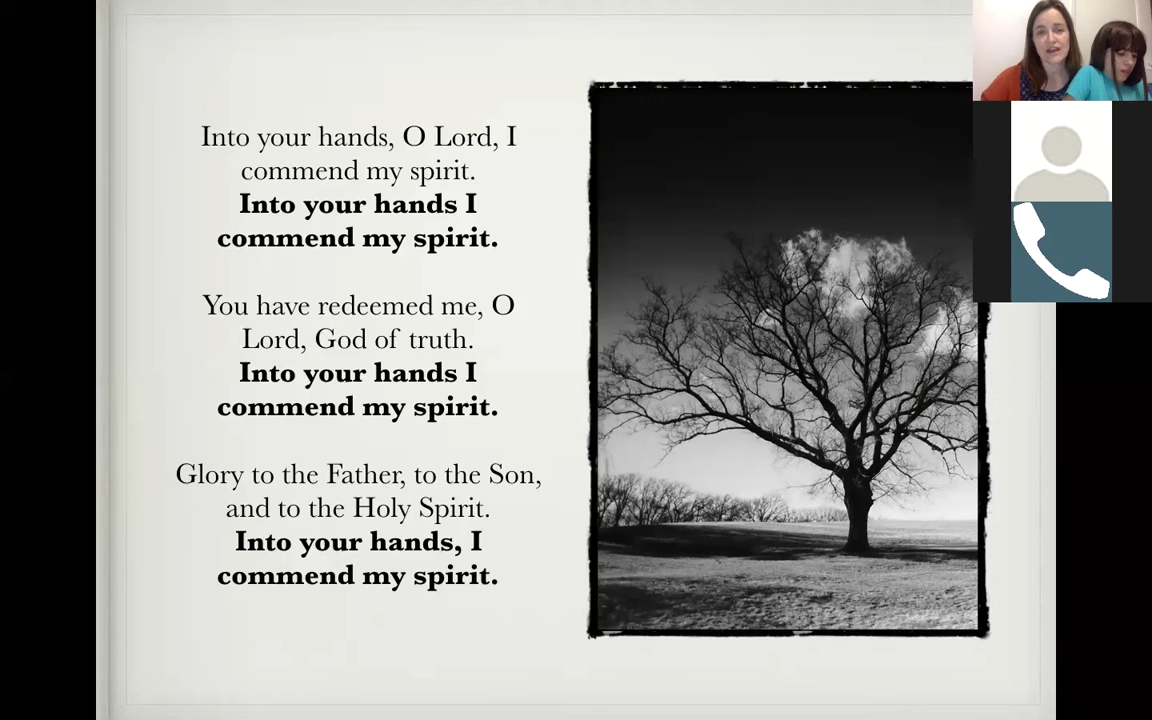 Into your hands, O Lord, I
commend my spirit.
Into your hands I
commend my spirit.
You have redeemed me, O
Lord, God of truth.
Into your hands I
commend my spirit.
Glory to the Father, to the Son,
and to the Holy Spirit.
Into your hands, I
commend my spirit.